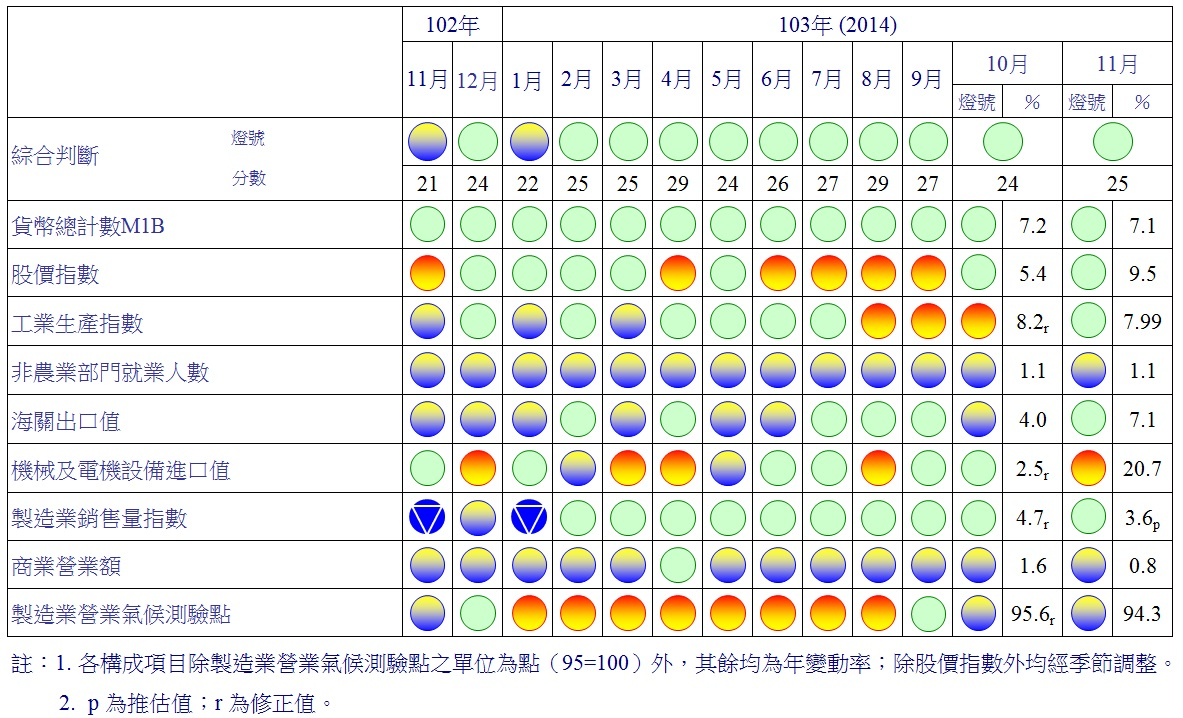 102年 103年 (2014)
11月 12月 1月 2月 3月 4月 5月 6月 7月 8月 9月 10月 11月
燈號 % 燈號 %
綜合判斷 燈號
分數 21 24 22 25 25 29 24 26 27 29 27 24 25
貨幣總計數M1B 7.2 7.1
股價指數 5.4 9.5
工業生產指數 8.2r 7.99
非農業部門就業人數 1.1 1.1
海關出口值 4.0 7.1
機械及電機設備進口值 2.5r 20.7
製造業銷售量指數 4.7r 3.6p
商業營業額 1.6 0.8
製造業營業氣候測驗點 95.6r 94.3
註：1. 各構成項目除製造業營業氣候測驗點之單位為點（95=100）外，其餘均為年變動率；除股價指數外均經季節調整。
2. p 為推估值；r 為修正值。